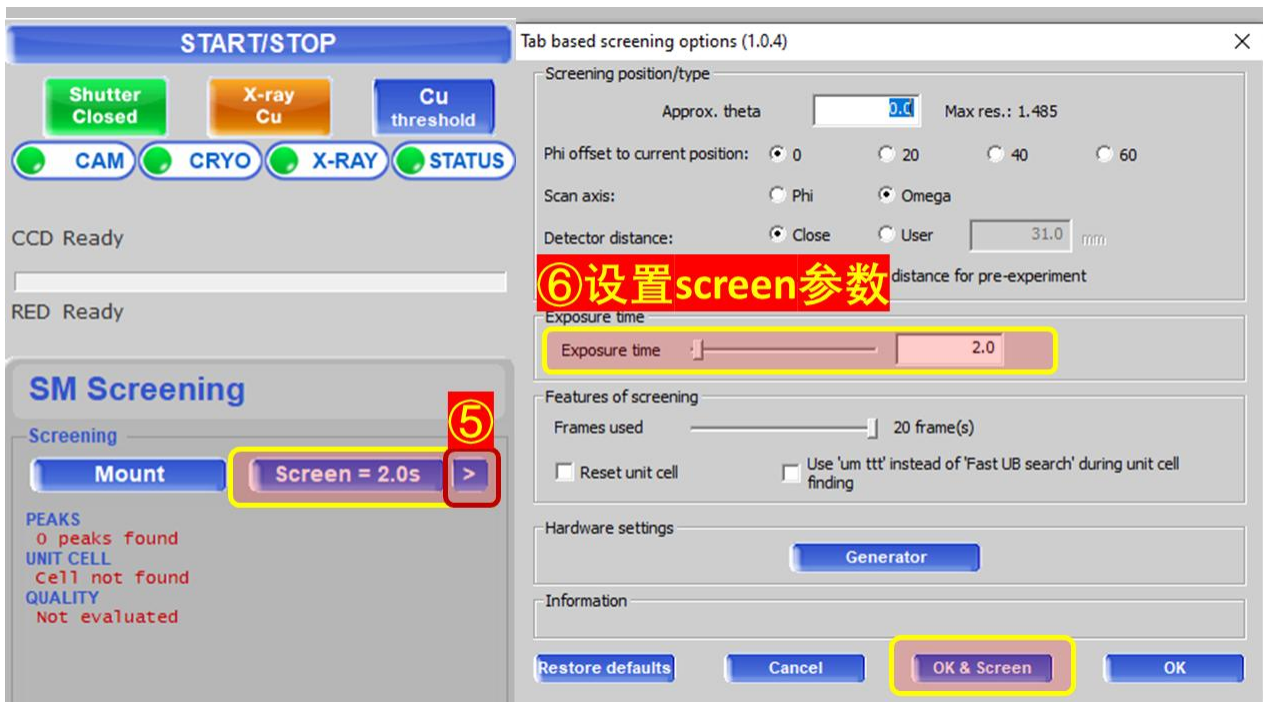 START/STOP
Shutter
Closed
X-ray
Cu
Cu
threshold
CAM
CRYO
X-RAY
STATUS
CCD Ready
RED Ready
SM Screening
⑤
Screening
Mount
Screen = 2.0s
>
PEAKS
0 peaks found
UNIT CELL
Cell not found
QUALITY
Not evaluated
Tab based screening options (1.0.4)
Screening position/type
Approx. theta
0.0
Max res.: 1.485
Phi offset to current position:
0
20
40
60
Scan axis:
Phi
Omega
Detector distance:
Close
User
31.0
mm
⑥设置screen参数
distance for pre-experiment
Exposure time
Exposure time
2.0
Features of screening
Frames used
20 frame(s)
Reset unit cell
Use 'um ttt' instead of 'Fast UB search' during unit cell
finding
Hardware settings
Generator
Information
Restore defaults
Cancel
OK & Screen
OK